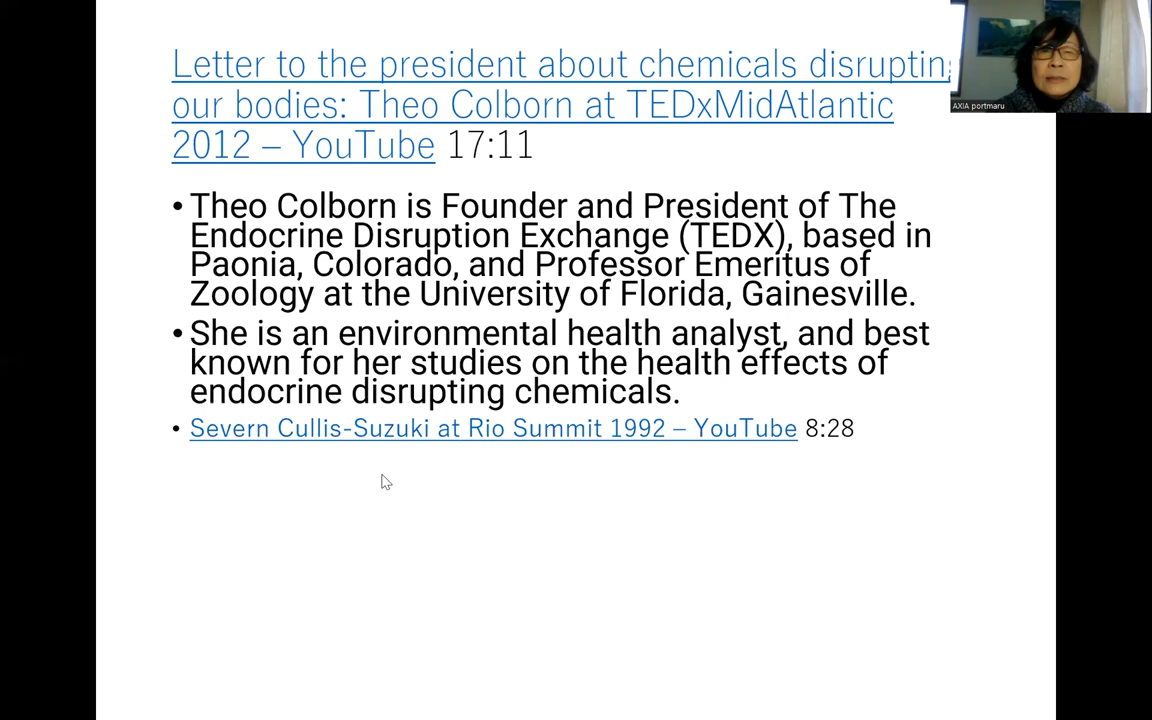 Letter to the president about chemicals disrupting
our bodies: Theo Colborn at TEDxMidAtlantic
2012 – YouTube 17:11
AXIA portmaru
• Theo Colborn is Founder and President of The
Endocrine Disruption Exchange (TEDX), based in
Paonia, Colorado, and Professor Emeritus of
Zoology at the University of Florida, Gainesville.
• She is an environmental health analyst, and best
known for her studies on the health effects of
endocrine disrupting chemicals.
• Severn Cullis-Suzuki at Rio Summit 1992 – YouTube 8:28